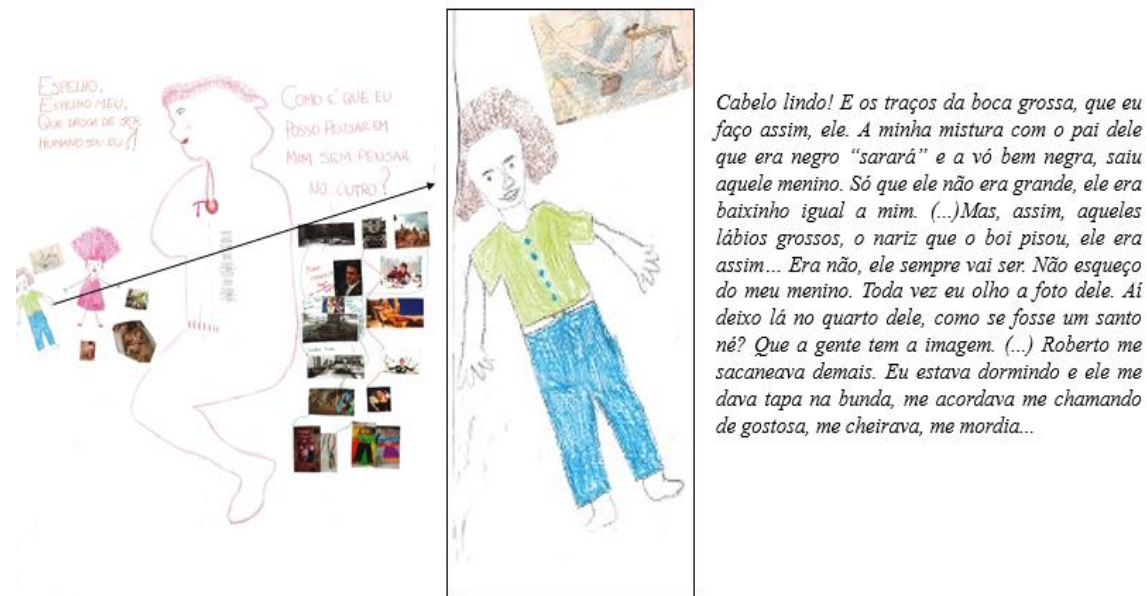 ESPELHO,
ESPELHO MEU,
QUE DROGA DE SER
HUMANO SOU EU?!
COMO É QUE EU
POSSO PENSAR EM
MIM SEM PENSAR
NO OUTRO?
Cabelo lindo! E os traços da boca grossa, que eu
faço assim, ele. A minha mistura com o pai dele
que era negro “sarará” e a vó bem negra, saiu
aquele menino. Só que ele não era grande, ele era
baixinho igual a mim. (...)Mas, assim, aqueles
lábios grossos, o nariz que o boi pisou, ele era
assim... Era não, ele sempre vai ser. Não esqueço
do meu menino. Toda vez eu olho a foto dele. Aí
deixo lá no quarto dele, como se fosse um santo
né? Que a gente tem a imagem. (...) Roberto me
sacaneava demais. Eu estava dormindo e ele me
dava tapa na bunda, me acordava me chamando
de gostosa, me cheirava, me mordia...